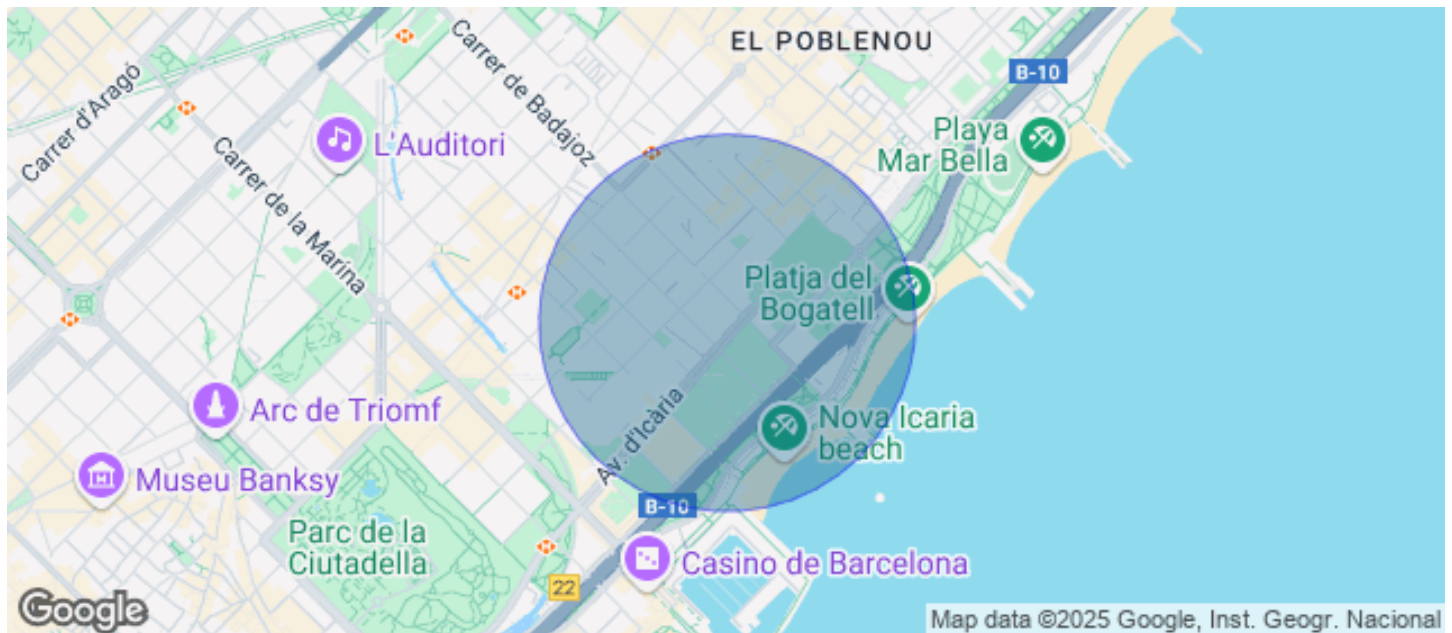 EL POBLENOU
B-10
Carrer d'Aragó
Carrer de Badajoz
L'Auditori
Playa
Mar Bella
Carrer de la Marina
Platja del
Bogatell
Arc de Triomf
Av. d'Icària
Nova Icaria
beach
Museu Banksy
B-10
Parc de la
Ciutadella
Casino de Barcelona
22
Google
Map data ©2025 Google, Inst. Geogr. Nacional